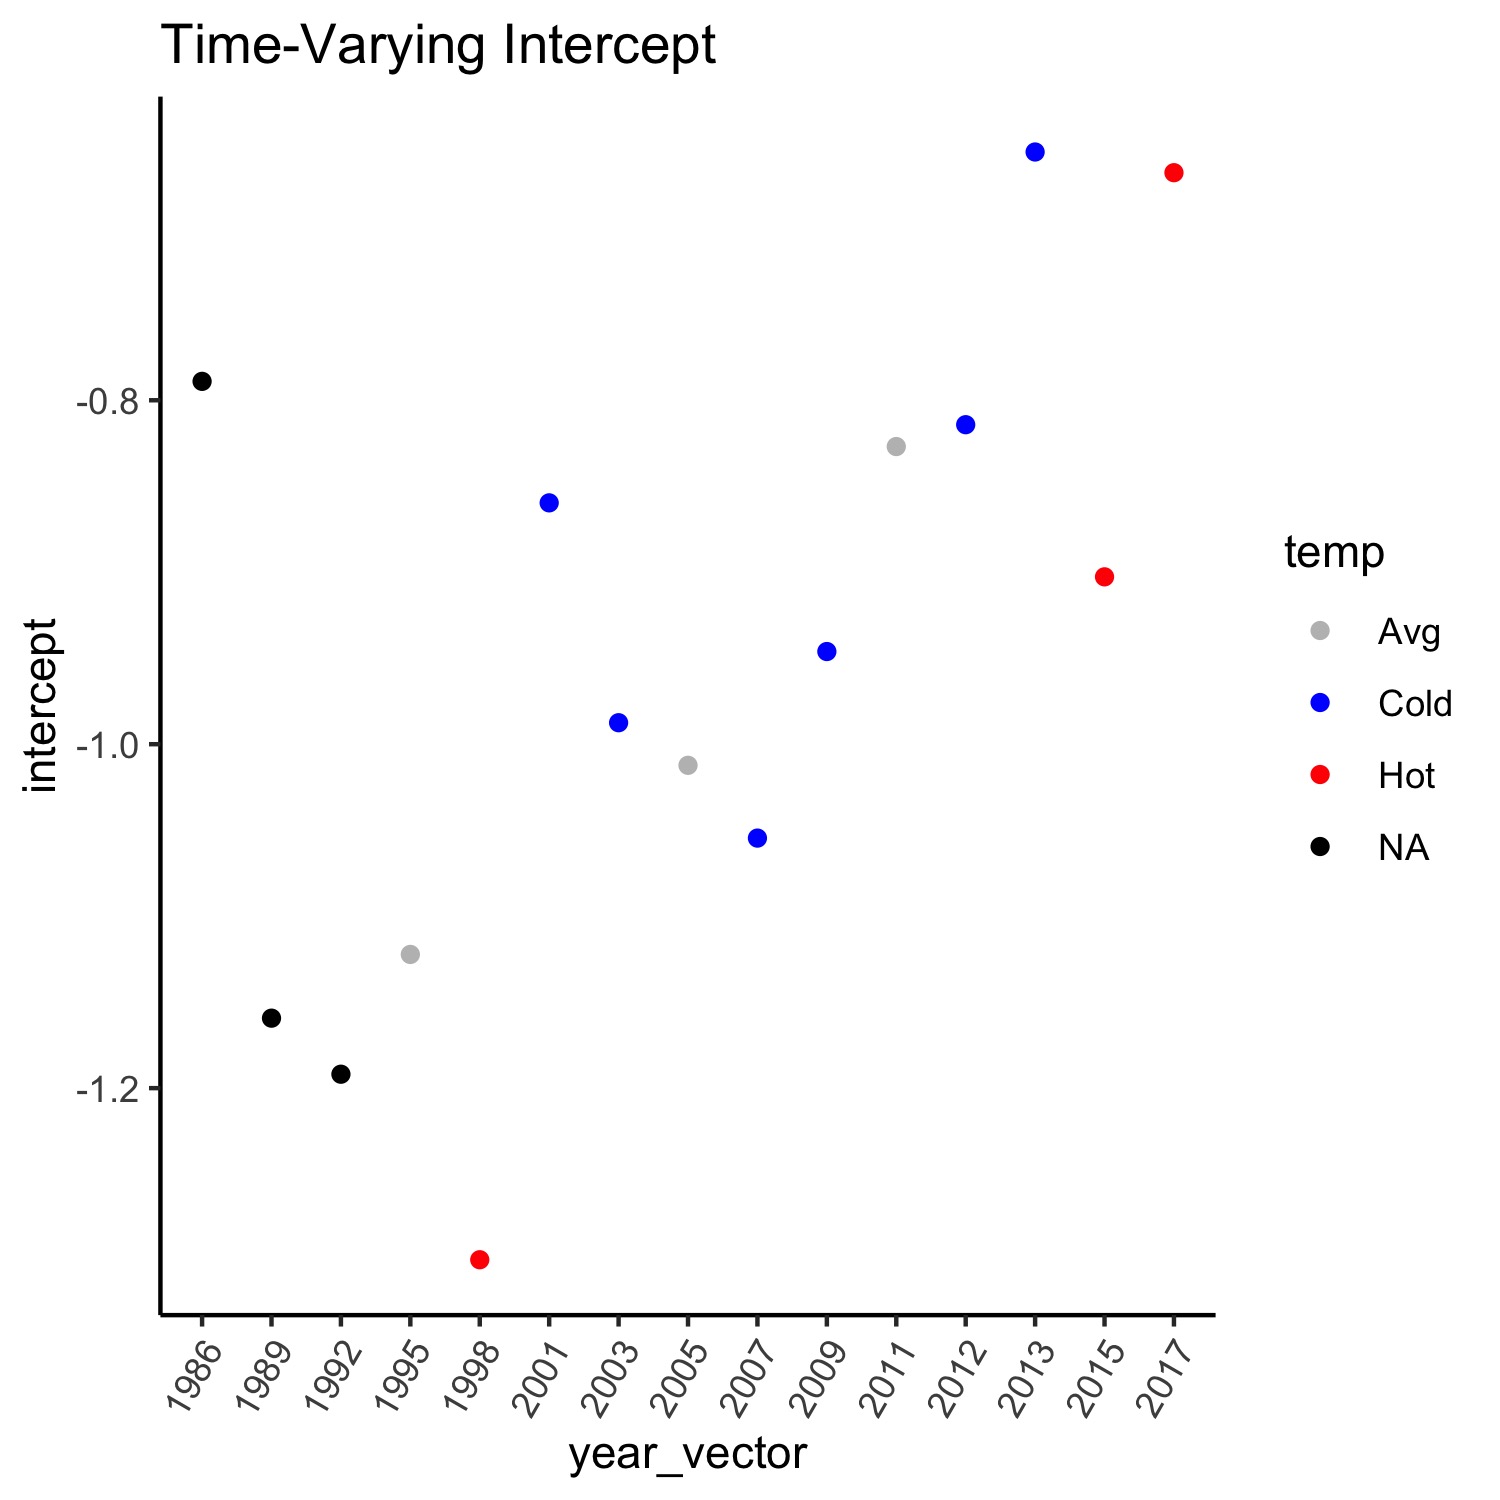 Time-Varying Intercept
intercept
-0.8
-1.0
-1.2
1986
1989
1992
1995
1998
2001
2003
2005
2007
2009
2011
2012
2013
2015
2017
year_vector
temp
Avg
Cold
Hot
NA